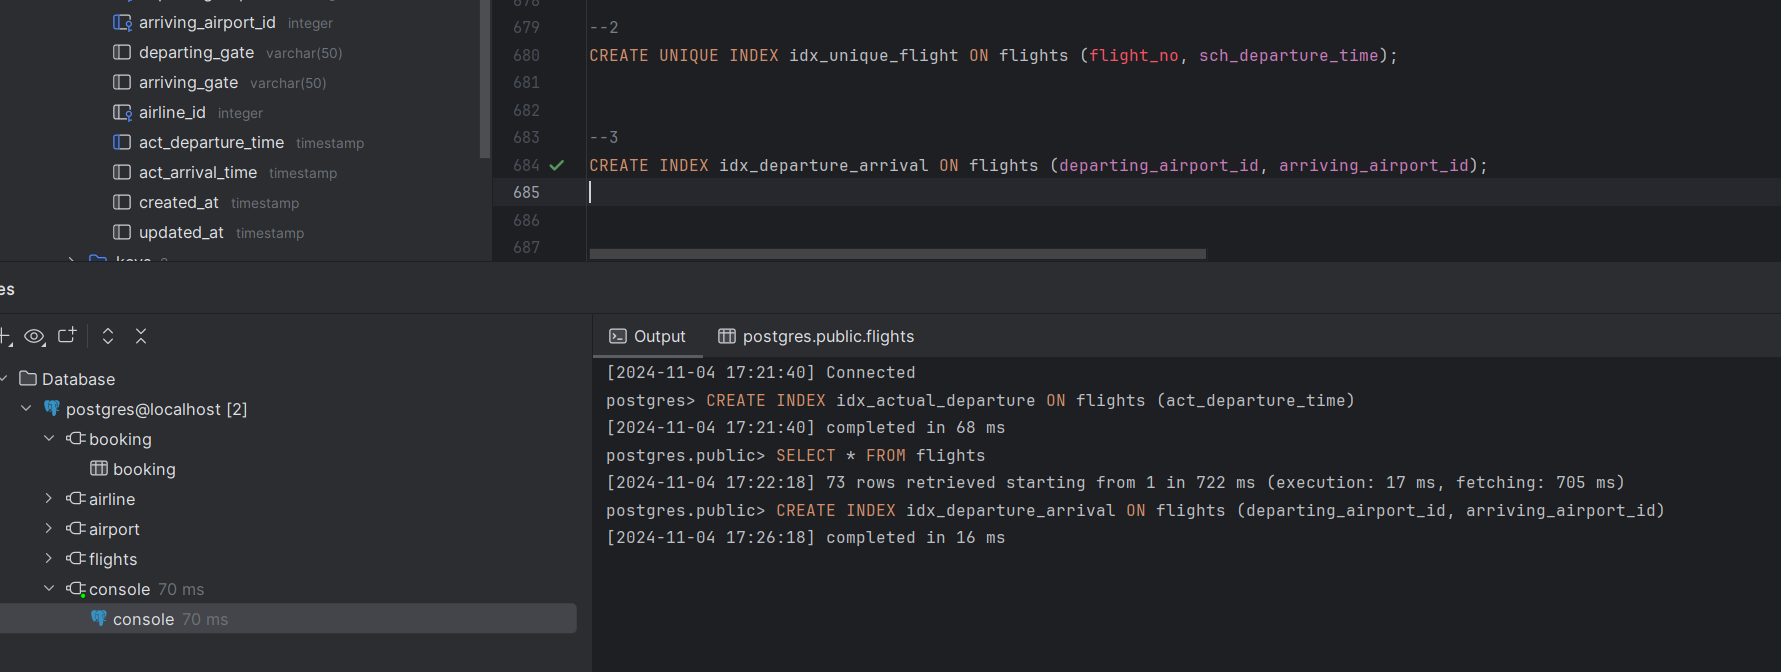 arriving_airport_id integer
departing_gate varchar(50)
arriving_gate varchar(50)
airline_id integer
act_departure_time timestamp
act_arrival_time timestamp
created_at timestamp
updated_at timestamp
678
679 --2
680 CREATE UNIQUE INDEX idx_unique_flight ON flights (flight_no, sch_departure_time);
681
682
683 --3
684 CREATE INDEX idx_departure_arrival ON flights (departing_airport_id, arriving_airport_id);
685
686
687
es
Database
postgres@localhost [2]
booking
booking
airline
airport
flights
console 70 ms
console 70 ms
Output postgres.public.flights
[2024-11-04 17:21:40] Connected
postgres> CREATE INDEX idx_actual_departure ON flights (act_departure_time)
[2024-11-04 17:21:40] completed in 68 ms
postgres.public> SELECT * FROM flights
[2024-11-04 17:22:18] 73 rows retrieved starting from 1 in 722 ms (execution: 17 ms, fetching: 705 ms)
postgres.public> CREATE INDEX idx_departure_arrival ON flights (departing_airport_id, arriving_airport_id)
[2024-11-04 17:26:18] completed in 16 ms